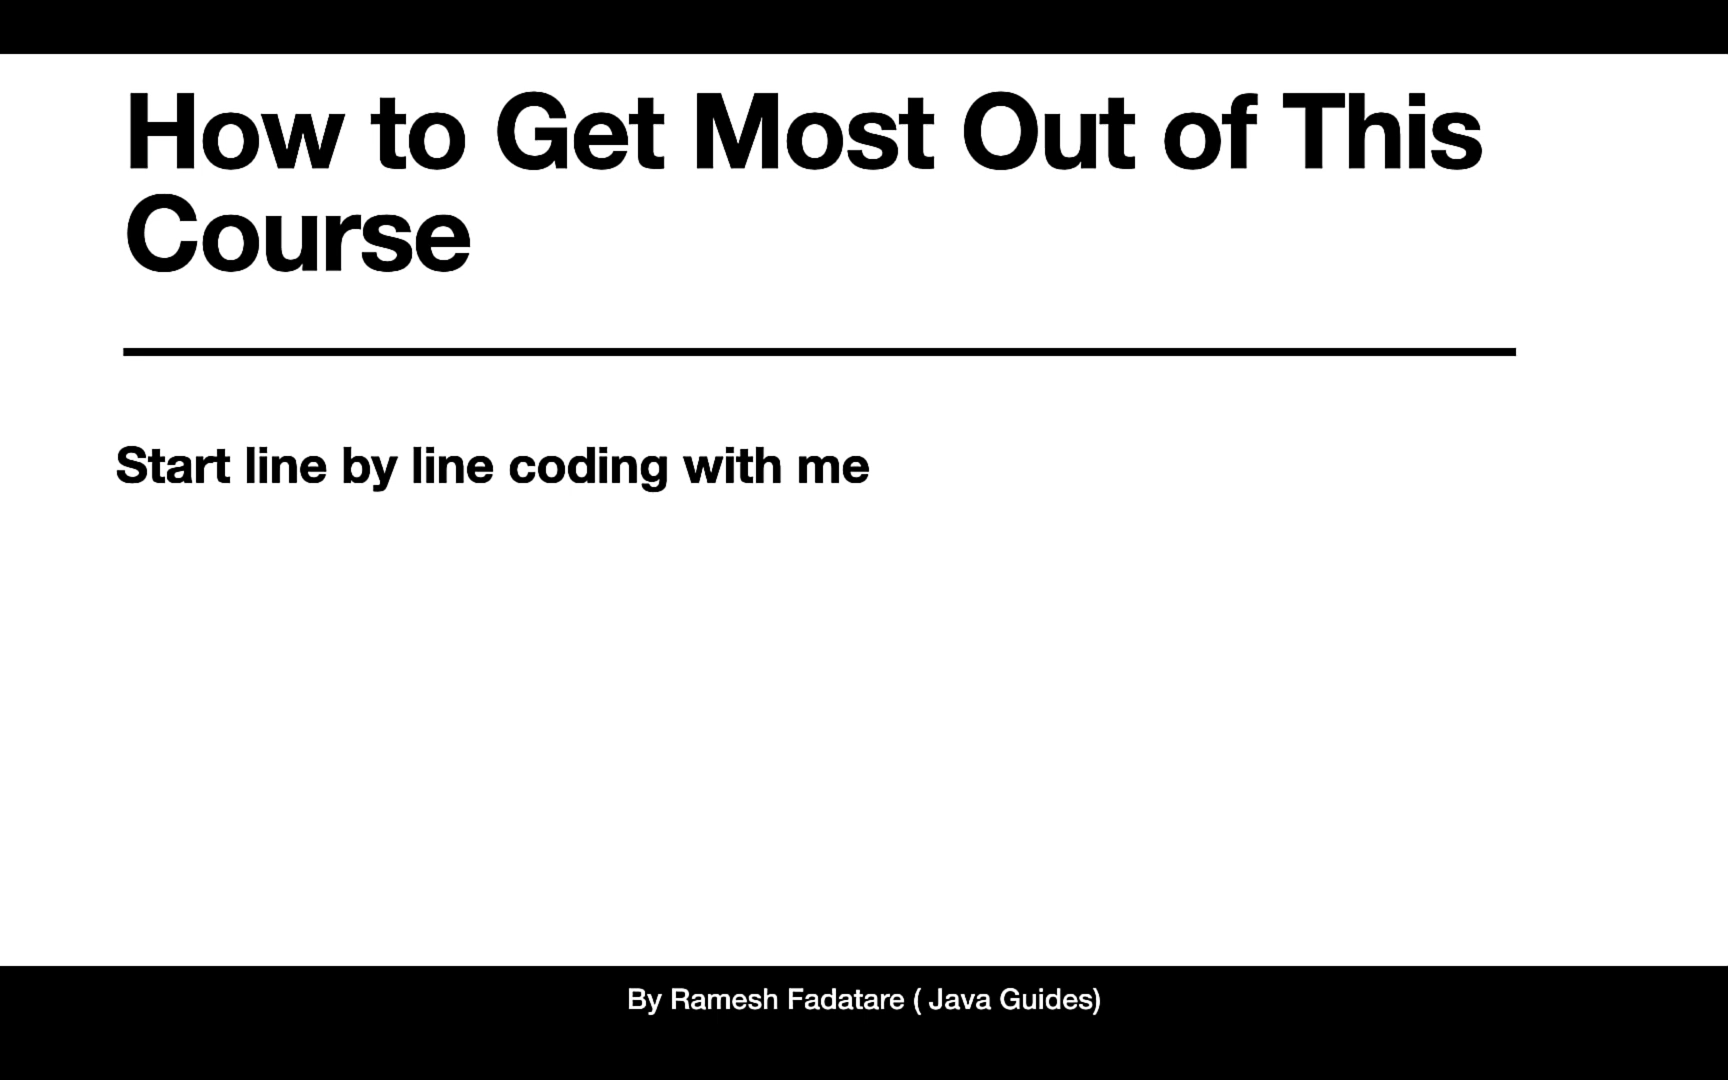 How to Get Most Out of This
Course
Start line by line coding with me
By Ramesh Fadatare ( Java Guides)